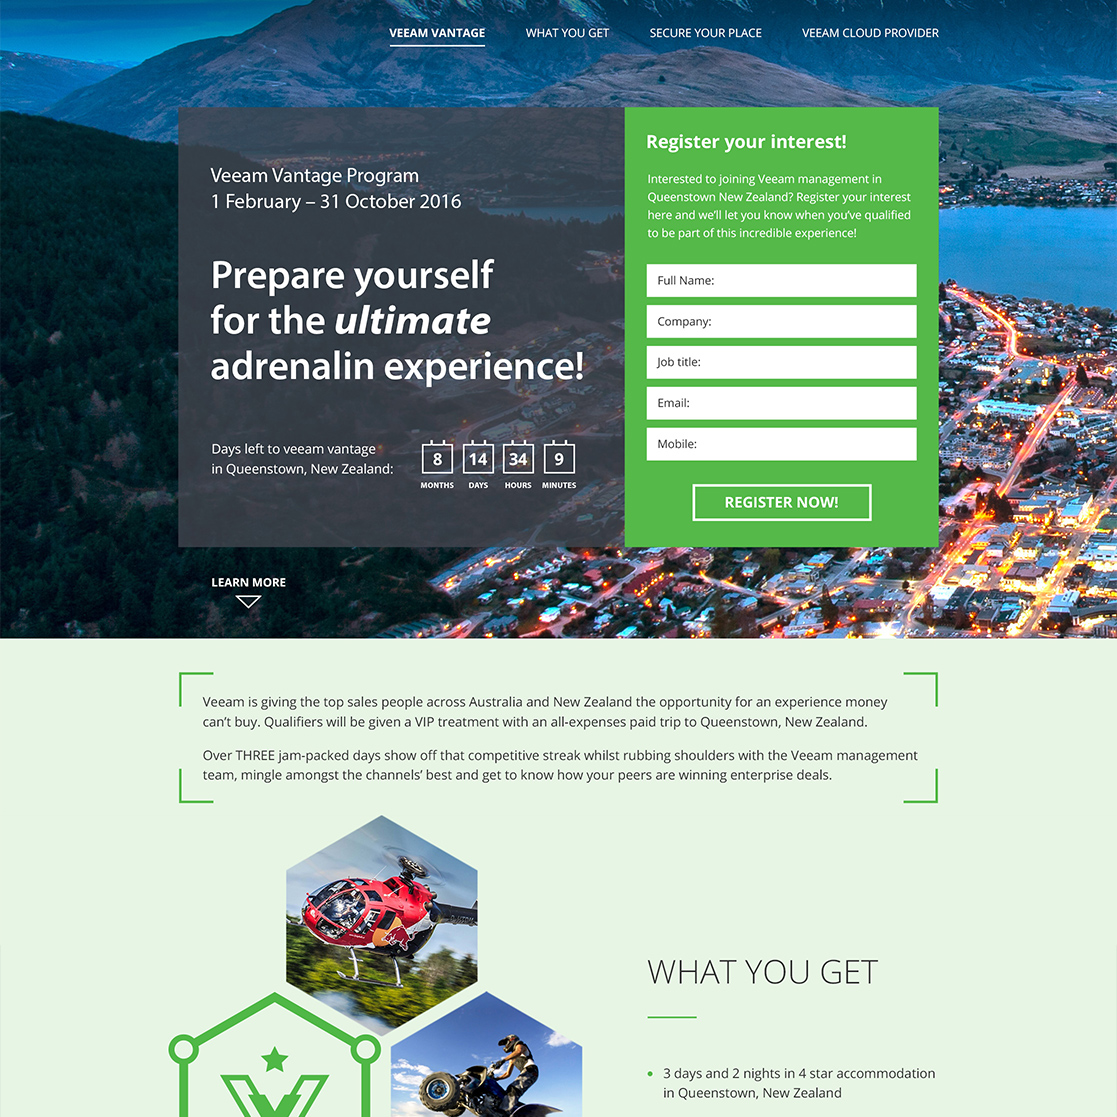 VEEAM VANTAGE WHAT YOU GET SECURE YOUR PLACE VEEAM CLOUD PROVIDER
Veeam Vantage Program
1 February – 31 October 2016
Prepare yourself
for the ultimate
adrenalin experience!
Days left to veeam vantage
in Queenstown, New Zealand:
8 14 34 9
MONTHS DAYS HOURS MINUTES
Register your interest!
Interested to joining Veeam management in
Queenstown New Zealand? Register your interest
here and we'll let you know when you've qualified
to be part of this incredible experience!
Full Name:
Company:
Job title:
Email:
Mobile:
REGISTER NOW!
LEARN MORE
Veeam is giving the top sales people across Australia and New Zealand the opportunity for an experience money
can't buy. Qualifiers will be given a VIP treatment with an all-expenses paid trip to Queenstown, New Zealand.
Over THREE jam-packed days show off that competitive streak whilst rubbing shoulders with the Veeam management
team, mingle amongst the channels' best and get to know how your peers are winning enterprise deals.
WHAT YOU GET
• 3 days and 2 nights in 4 star accommodation
in Queenstown, New Zealand